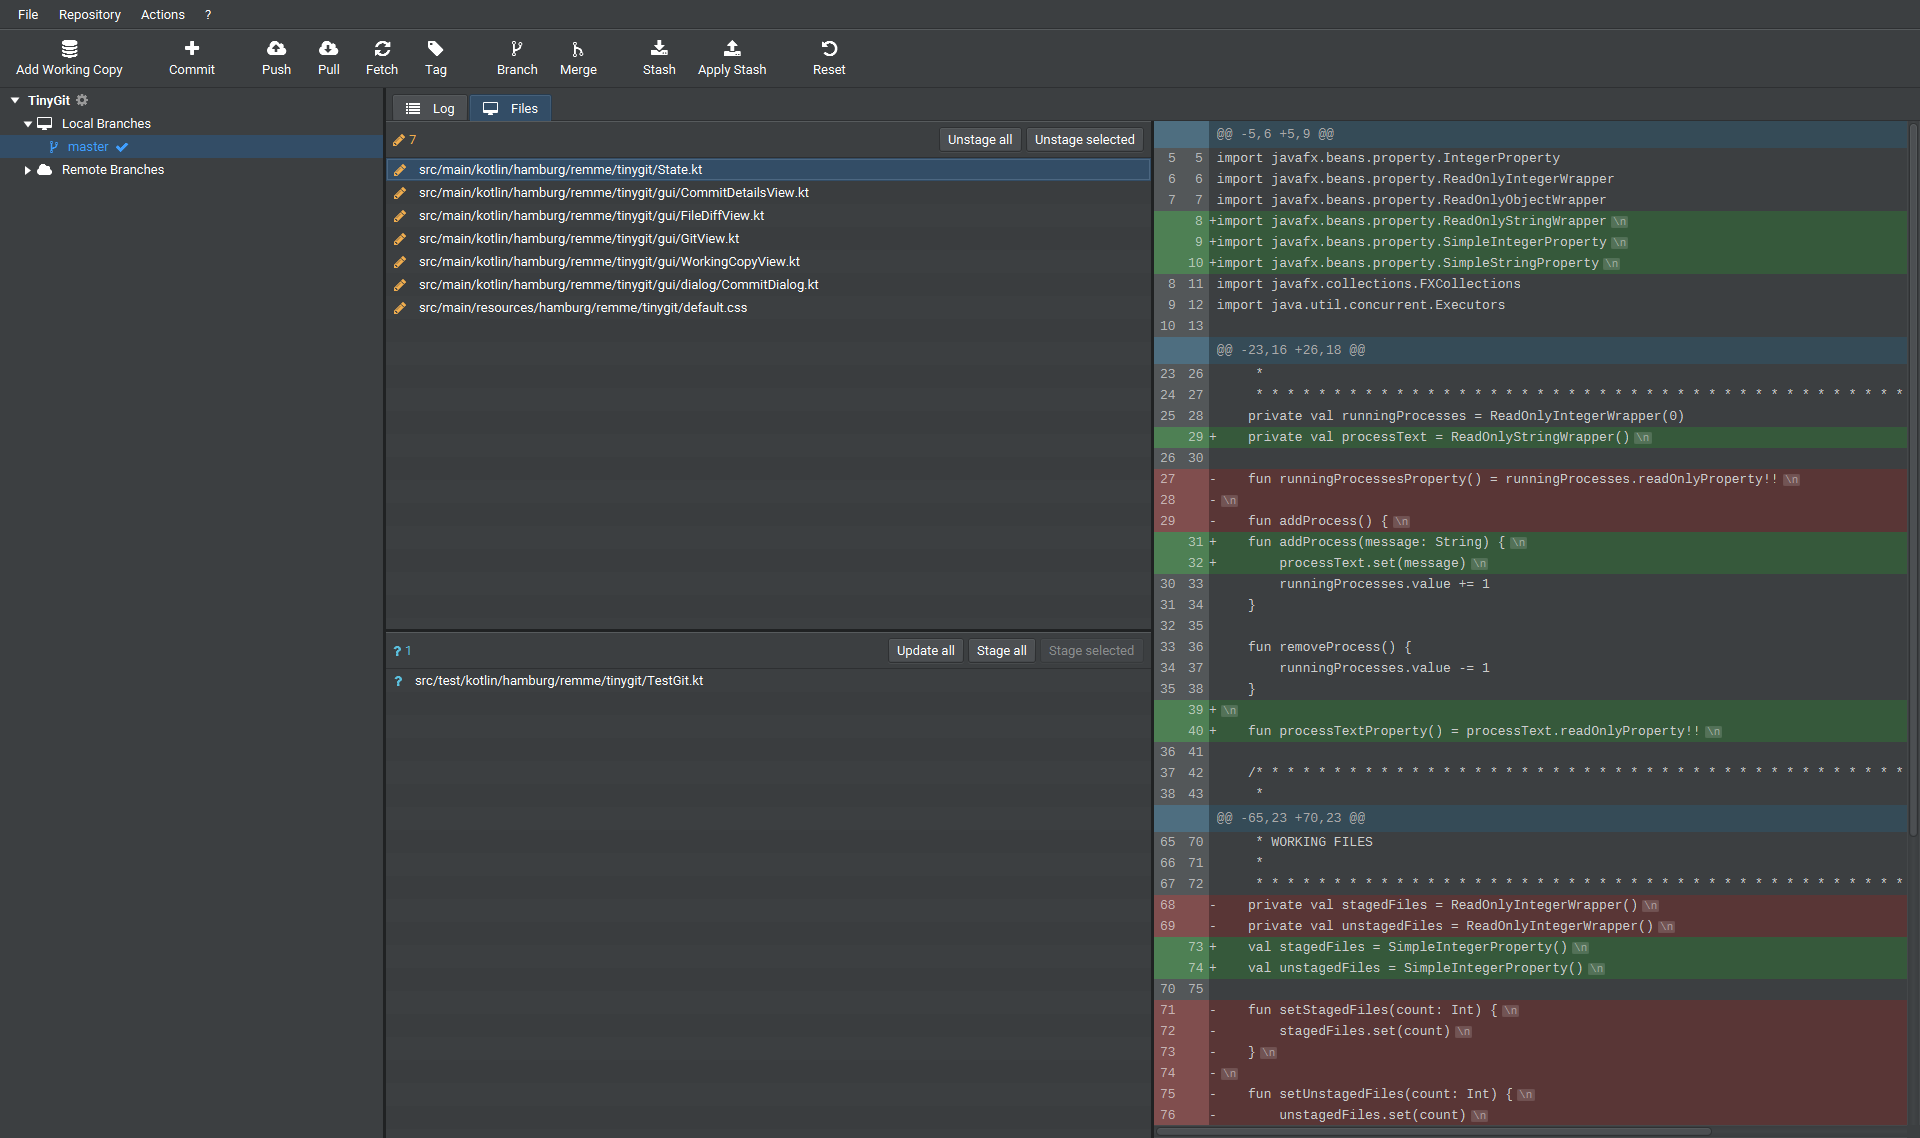 File Repository Actions ?
Add Working Copy Commit Push Pull Fetch Tag Branch Merge Stash Apply Stash Reset
TinyGit
Local Branches
master
Remote Branches
Log Files
7 Unstage all Unstage selected
src/main/kotlin/hamburg/remme/tinygit/State.kt
src/main/kotlin/hamburg/remme/tinygit/gui/CommitDetailsView.kt
src/main/kotlin/hamburg/remme/tinygit/gui/FileDiffView.kt
src/main/kotlin/hamburg/remme/tinygit/gui/GitView.kt
src/main/kotlin/hamburg/remme/tinygit/gui/WorkingCopyView.kt
src/main/kotlin/hamburg/remme/tinygit/gui/dialog/CommitDialog.kt
src/main/resources/hamburg/remme/tinygit/default.css
? 1 Update all Stage all Stage selected
? src/test/kotlin/hamburg/remme/tinygit/TestGit.kt
@@ -5,6 +5,9 @@
5 5 import javafx.beans.property.IntegerProperty
6 6 import javafx.beans.property.ReadOnlyIntegerWrapper
7 7 import javafx.beans.property.ReadOnlyObjectWrapper
8 +import javafx.beans.property.ReadOnlyStringWrapper \n
9 +import javafx.beans.property.SimpleIntegerProperty \n
10 +import javafx.beans.property.SimpleStringProperty \n
8 11 import javafx.collections.FXCollections
9 12 import java.util.concurrent.Executors
10 13
@@ -23,16 +26,18 @@
23 26 *
24 27 * * * * * * * * * * * * * * * * * * * * * * * * * * * * * * * * * * * * * * * * * *
25 28 private val runningProcesses = ReadOnlyIntegerWrapper(0)
29 + private val processText = ReadOnlyStringWrapper() \n
26 30
27 - fun runningProcessesProperty() = runningProcesses.readOnlyProperty!! \n
28 - \n
29 - fun addProcess() { \n
31 + fun addProcess(message: String) { \n
32 + processText.set(message) \n
30 33 runningProcesses.value += 1
31 34 }
32 35
33 36 fun removeProcess() {
34 37 runningProcesses.value -= 1
35 38 }
39 + \n
40 + fun processTextProperty() = processText.readOnlyProperty!! \n
36 41
37 42 /* * * * * * * * * * * * * * * * * * * * * * * * * * * * * * * * * * * * * * * * * *
38 43 *
@@ -65,23 +70,23 @@
65 70 * WORKING FILES
66 71 *
67 72 * * * * * * * * * * * * * * * * * * * * * * * * * * * * * * * * * * * * * * * * * *
68 - private val stagedFiles = ReadOnlyIntegerWrapper() \n
69 - private val unstagedFiles = ReadOnlyIntegerWrapper() \n
73 + val stagedFiles = SimpleIntegerProperty() \n
74 + val unstagedFiles = SimpleIntegerProperty() \n
70 75
71 - fun setStagedFiles(count: Int) { \n
72 - stagedFiles.set(count) \n
73 - } \n
74 - \n
75 - fun setUnstagedFiles(count: Int) { \n
76 - unstagedFiles.set(count) \n